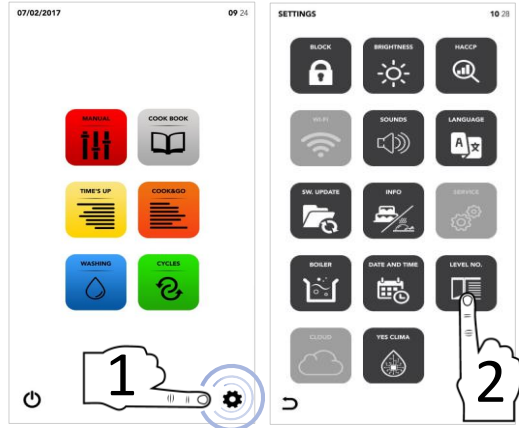 07/02/2017 09 24
MANUAL COOK BOOK
TIME'S UP COOK&GO
WASHING CYCLES
1
SETTINGS 10 28
BLOCK BRIGHTNESS HACCP
WI-FI SOUNDS LANGUAGE
A
SW. UPDATE INFO SERVICE
BOILER DATE AND TIME LEVEL NO.
CLOUD YES CLIMA
2